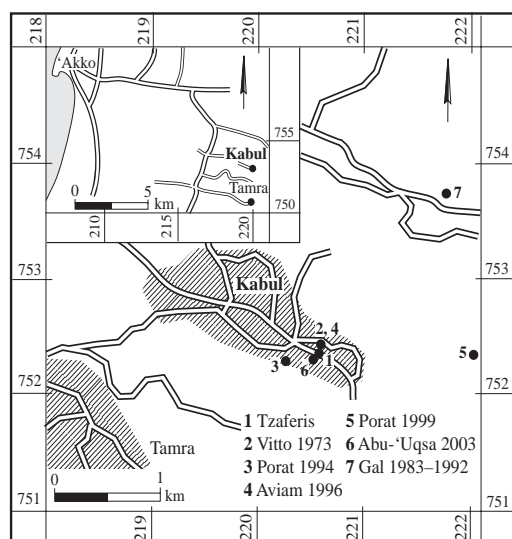 218
219
220
221
222
‘Akko
755
Kabul
Tamra
0 5
km
750
210
215
220
754
754
7
753
753
Kabul
2, 4
1
3
6
5
752
752
1 Tzaferis
2 Vitto 1973
3 Porat 1994
4 Aviam 1996
5 Porat 1999
6 Abu-‘Uqsa 2003
7 Gal 1983–1992
Tamra
0 1
km
751
751
219
220
221
222